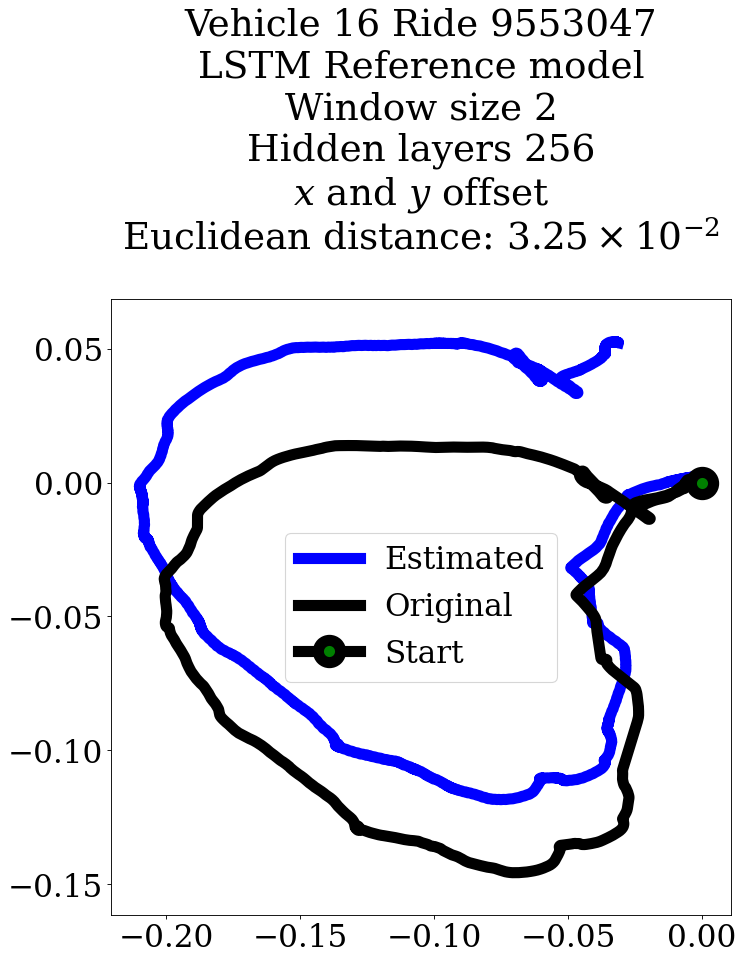 Vehicle 16 Ride 9553047
LSTM Reference model
Window size 2
Hidden layers 256
x and y offset
Euclidean distance: 3.25 × 10⁻²
0.05
0.00
−0.05
−0.10
−0.15
Estimated
Original
Start
−0.20 −0.15 −0.10 −0.05 0.00